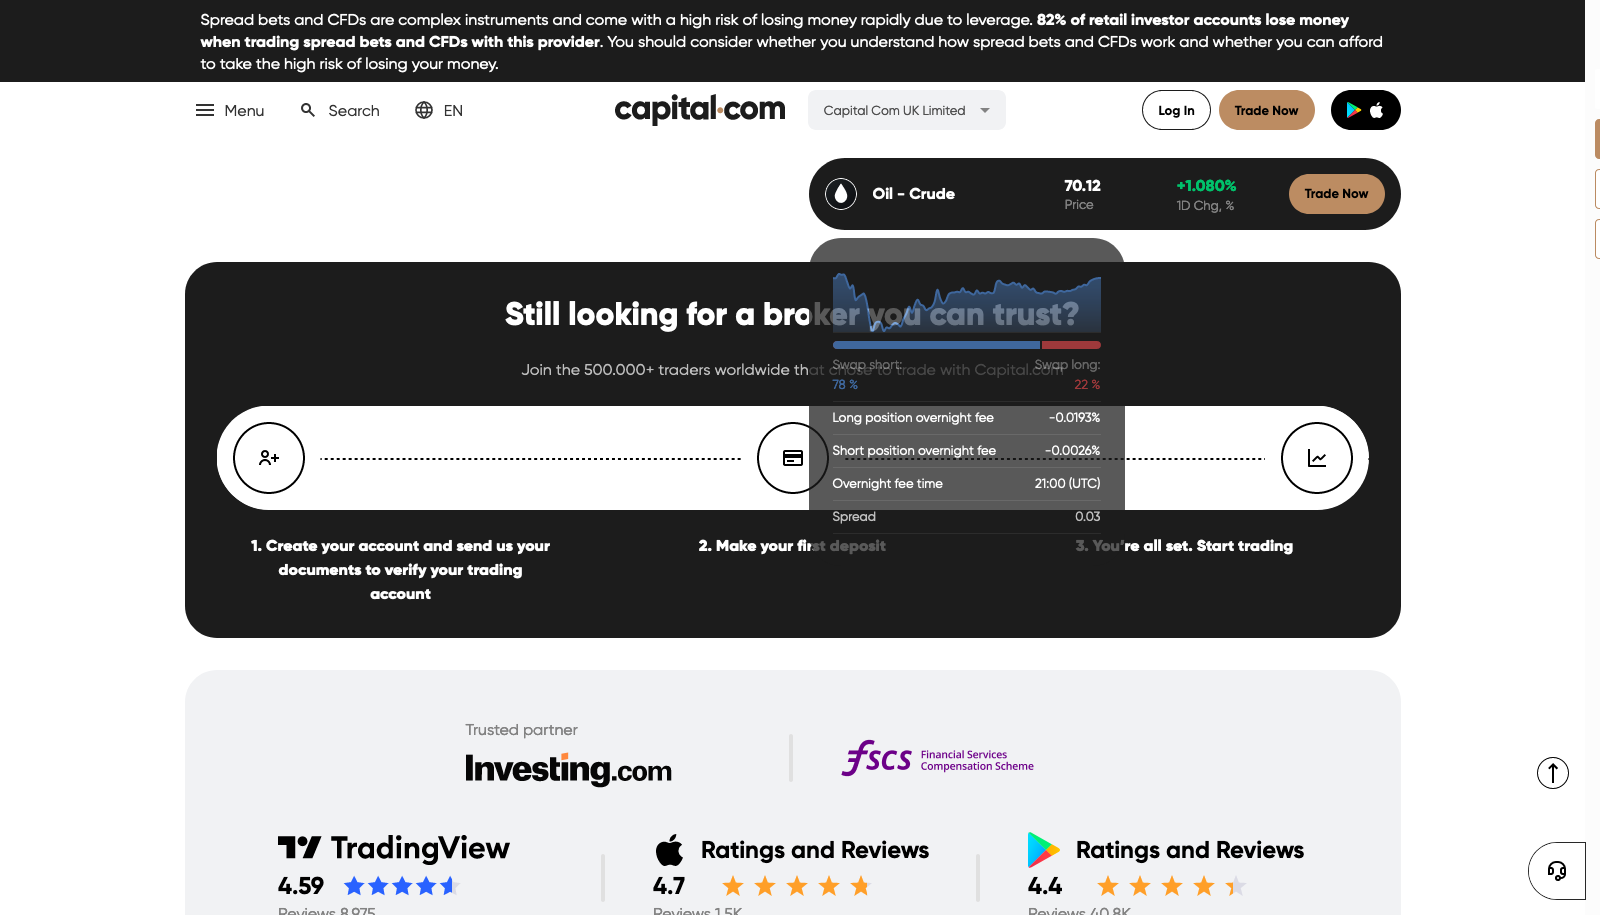 Spread bets and CFDs are complex instruments and come with a high risk of losing money rapidly due to leverage. 82% of retail investor accounts lose money
when trading spread bets and CFDs with this provider. You should consider whether you understand how spread bets and CFDs work and whether you can afford
to take the high risk of losing your money.
Menu
Search
EN
capital.com
Capital Com UK Limited
Log In
Trade Now
Oil - Crude
70.12
Price
+1.080%
1D Chg, %
Trade Now
Still looking for a broker you can trust?
Join the 500.000+ traders worldwide that chose to trade with Capital.com
Swap short:
78 %
Swap long:
22 %
Long position overnight fee -0.0193%
Short position overnight fee -0.0026%
Overnight fee time 21:00 (UTC)
Spread 0.03
1. Create your account and send us your
documents to verify your trading
account
2. Make your first deposit
3. You're all set. Start trading
Trusted partner
Investing.com
fscs Financial Services
Compensation Scheme
TradingView
4.59
Reviews 8,975
Ratings and Reviews
4.7
Reviews 1.5K
Ratings and Reviews
4.4
Reviews 40.8K